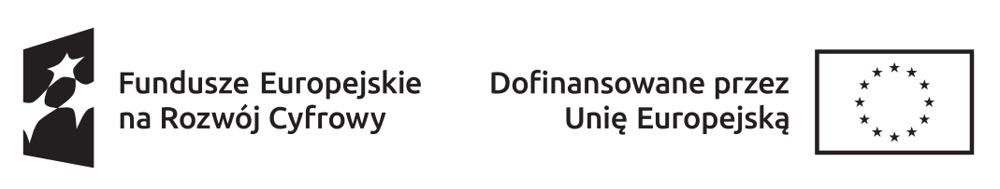 Fundusze Europejskie
na Rozwój Cyfrowy
Dofinansowane przez
Unię Europejską